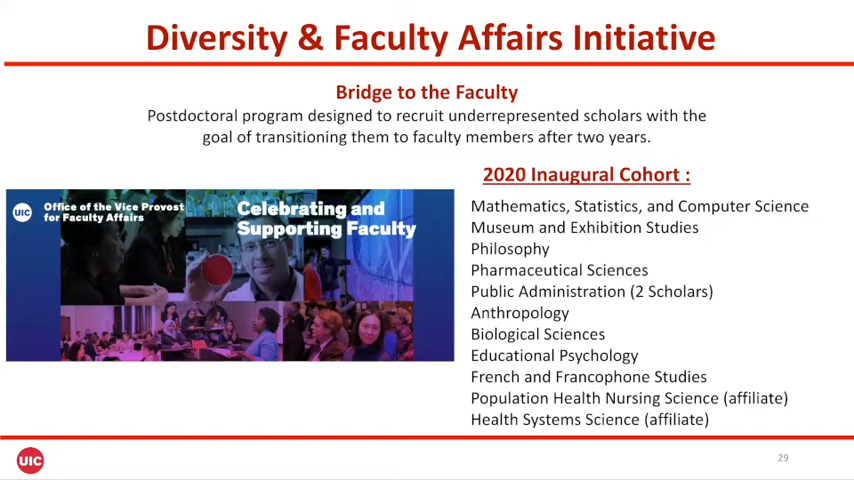 Diversity & Faculty Affairs Initiative
Bridge to the Faculty
Postdoctoral program designed to recruit underrepresented scholars with the
goal of transitioning them to faculty members after two years.
UIC
Office of the Vice Provost
for Faculty Affairs
Celebrating and
Supporting Faculty
2020 Inaugural Cohort :
Mathematics, Statistics, and Computer Science
Museum and Exhibition Studies
Philosophy
Pharmaceutical Sciences
Public Administration (2 Scholars)
Anthropology
Biological Sciences
Educational Psychology
French and Francophone Studies
Population Health Nursing Science (affiliate)
Health Systems Science (affiliate)
UIC
29